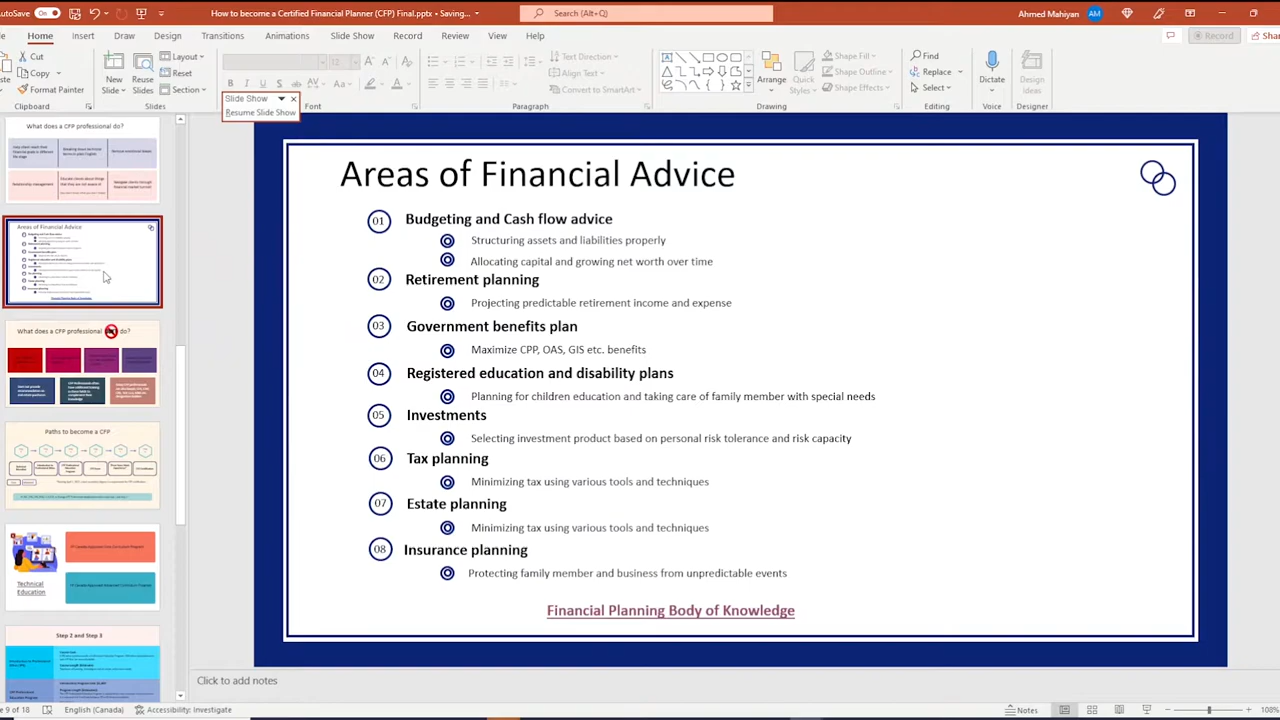 AutoSave On How to become a Certified Financial Planner (CFP) Final.pptx - Saving... Search (Alt+Q) Ahmed Mahiyan AM
Home Insert Draw Design Transitions Animations Slide Show Record Review View Help Record
Cut
Copy
Format Painter
Clipboard
New Slide
Reuse Slides
Layout
Reset
Section
Slides
12
Font
Slide Show
Resume Slide Show
Text Direction
Align Text
Convert to SmartArt
Paragraph
Arrange
Quick Styles
Shape Fill
Shape Outline
Shape Effects
Drawing
Find
Replace
Select
Editing
Dictate
Voice
Design Ideas
Designer
What does a CFP professional do?
Relationship management
Areas of Financial Advice
What does a CFP professional do?
Paths to become a CFP
Technical Education
Step 2 and Step 3
Areas of Financial Advice
01 Budgeting and Cash flow advice
Structuring assets and liabilities properly
Allocating capital and growing net worth over time
02 Retirement planning
Projecting predictable retirement income and expense
03 Government benefits plan
Maximize CPP, OAS, GIS etc. benefits
04 Registered education and disability plans
Planning for children education and taking care of family member with special needs
05 Investments
Selecting investment product based on personal risk tolerance and risk capacity
06 Tax planning
Minimizing tax using various tools and techniques
07 Estate planning
Minimizing tax using various tools and techniques
08 Insurance planning
Protecting family member and business from unpredictable events
Financial Planning Body of Knowledge
Click to add notes
9 of 18 English (Canada) Accessibility: Investigate Notes 108%